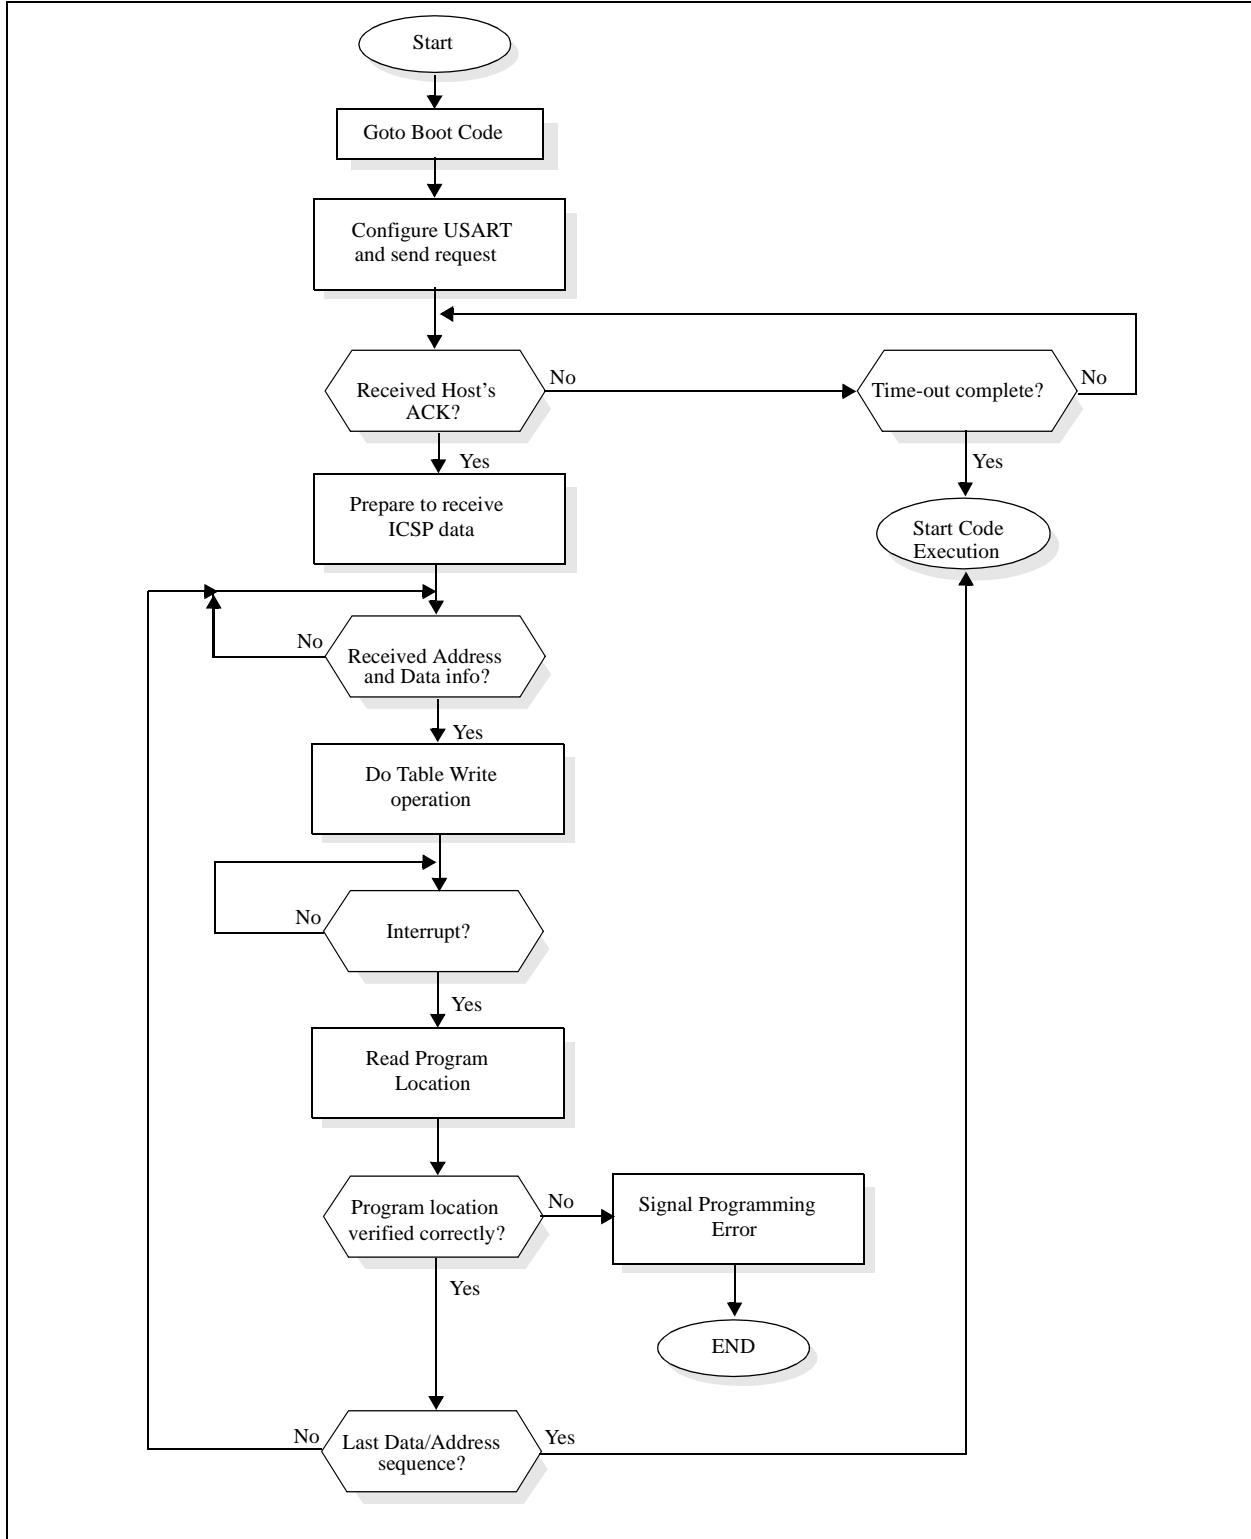 Start
Goto Boot Code
Configure USART
and send request
Received Host's
ACK?
No
Time-out complete?
No
Yes
Yes
Prepare to receive
ICSP data
Start Code
Execution
No
Received Address
and Data info?
Yes
Do Table Write
operation
No
Interrupt?
Yes
Read Program
Location
Program location
verified correctly?
No
Signal Programming
Error
Yes
END
No
Last Data/Address
sequence?
Yes